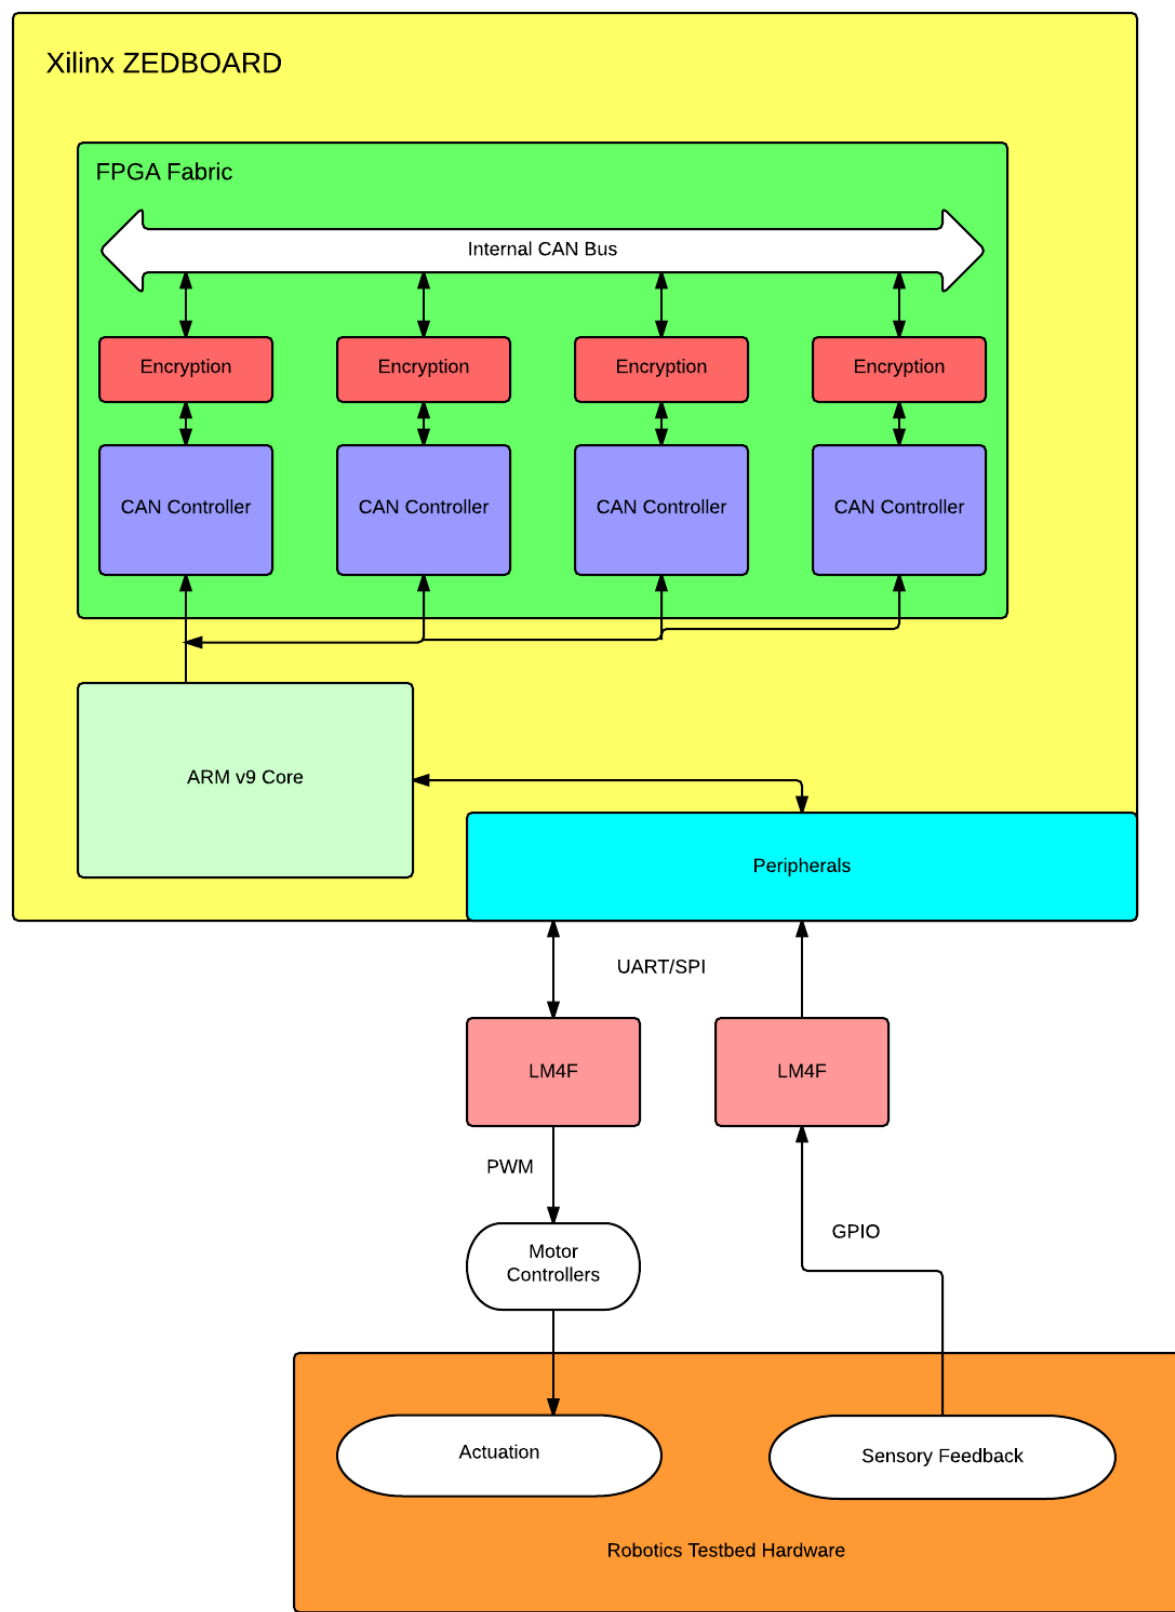 Xilinx ZEDBOARD
FPGA Fabric
Internal CAN Bus
Encryption
Encryption
Encryption
Encryption
CAN Controller
CAN Controller
CAN Controller
CAN Controller
ARM v9 Core
Peripherals
UART/SPI
LM4F
LM4F
PWM
GPIO
Motor
Controllers
Actuation
Sensory Feedback
Robotics Testbed Hardware